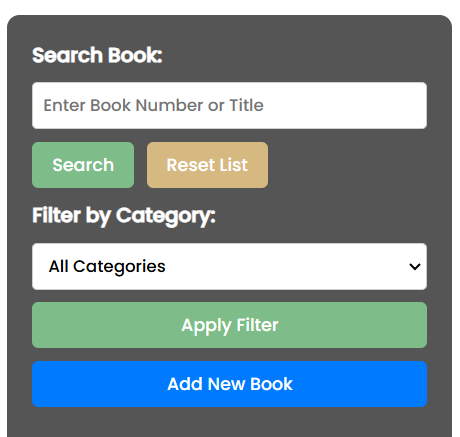 Search Book:
Enter Book Number or Title
Search Reset List
Filter by Category:
All Categories
Apply Filter
Add New Book